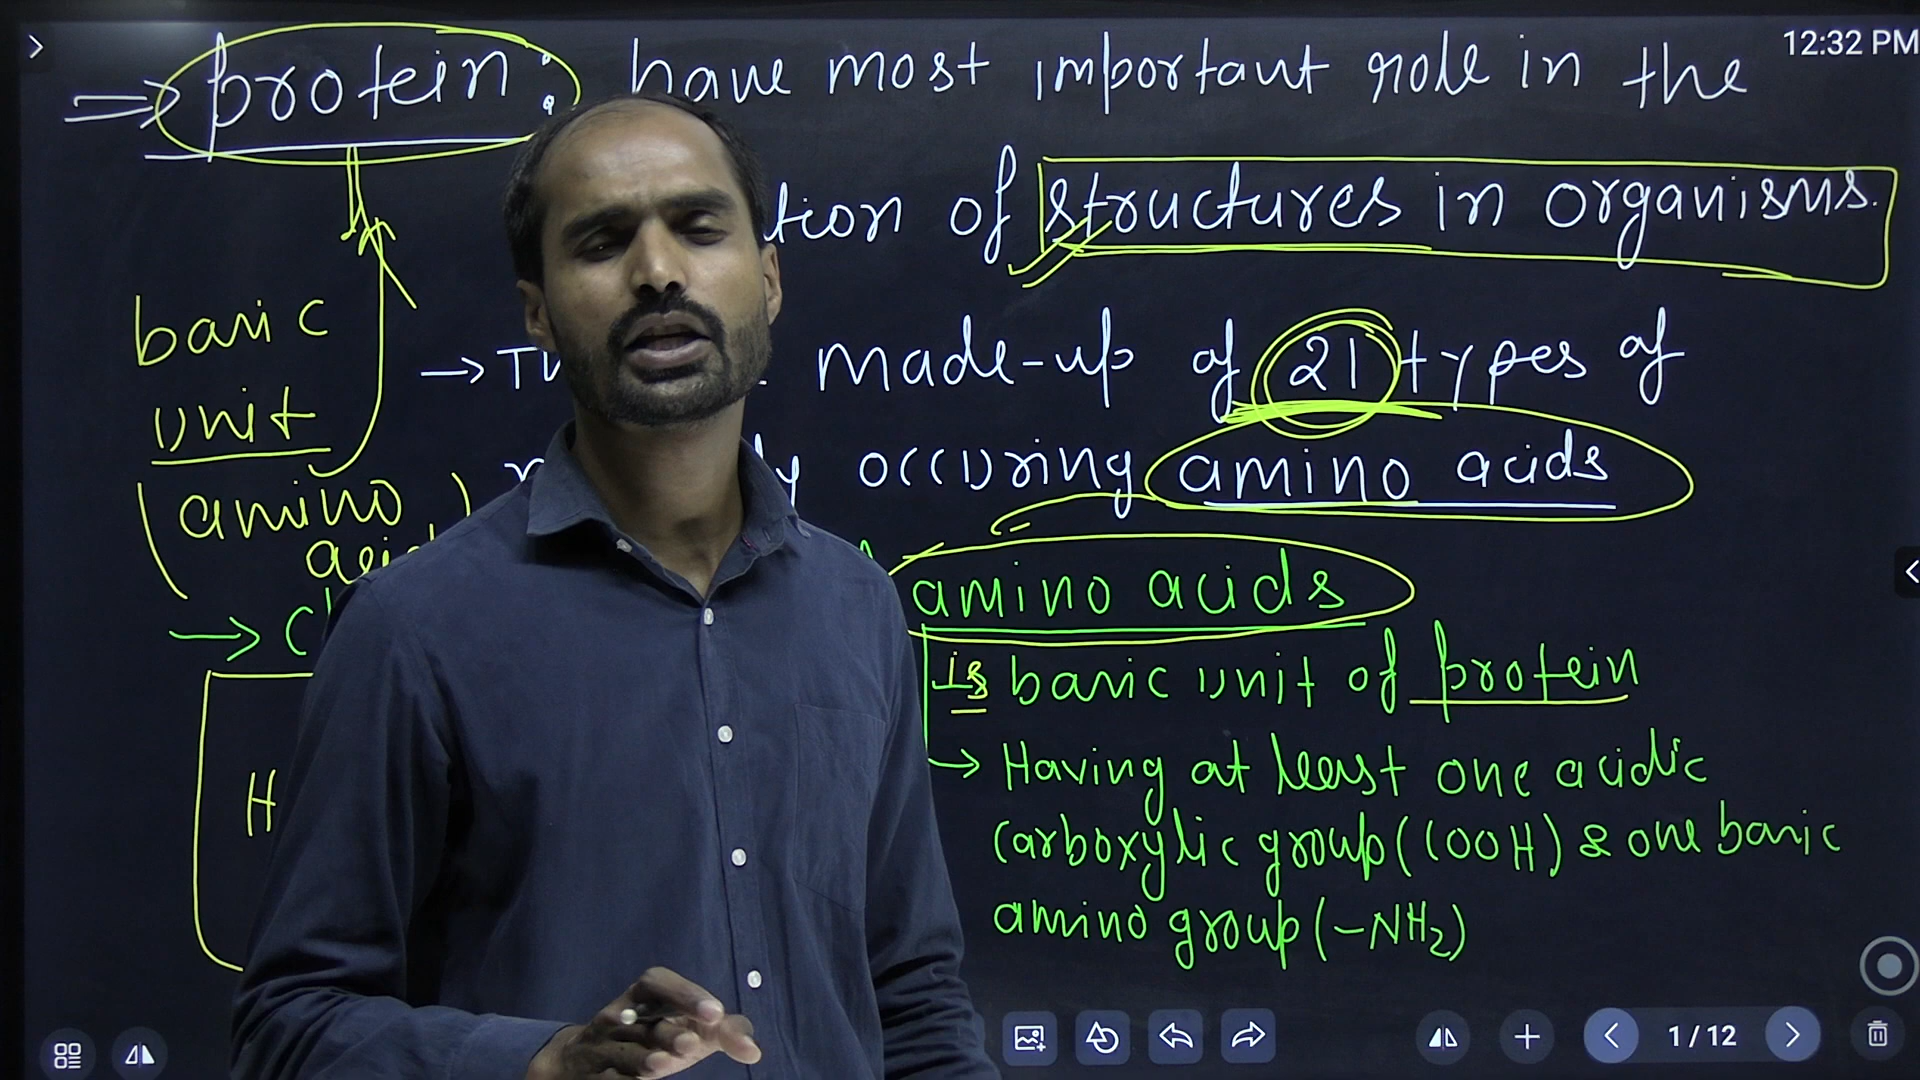 12:32 PM
⇒ protein: have most important role in the
tion of structures in organisms.
basic
unit
(amino
acid)
→ made-up of 21 types of
occuring amino acids
→ amino acids
is basic unit of protein
→ Having at least one acidic
carboxylic group (COOH) & one basic
amino group (-NH₂)
H
1/12